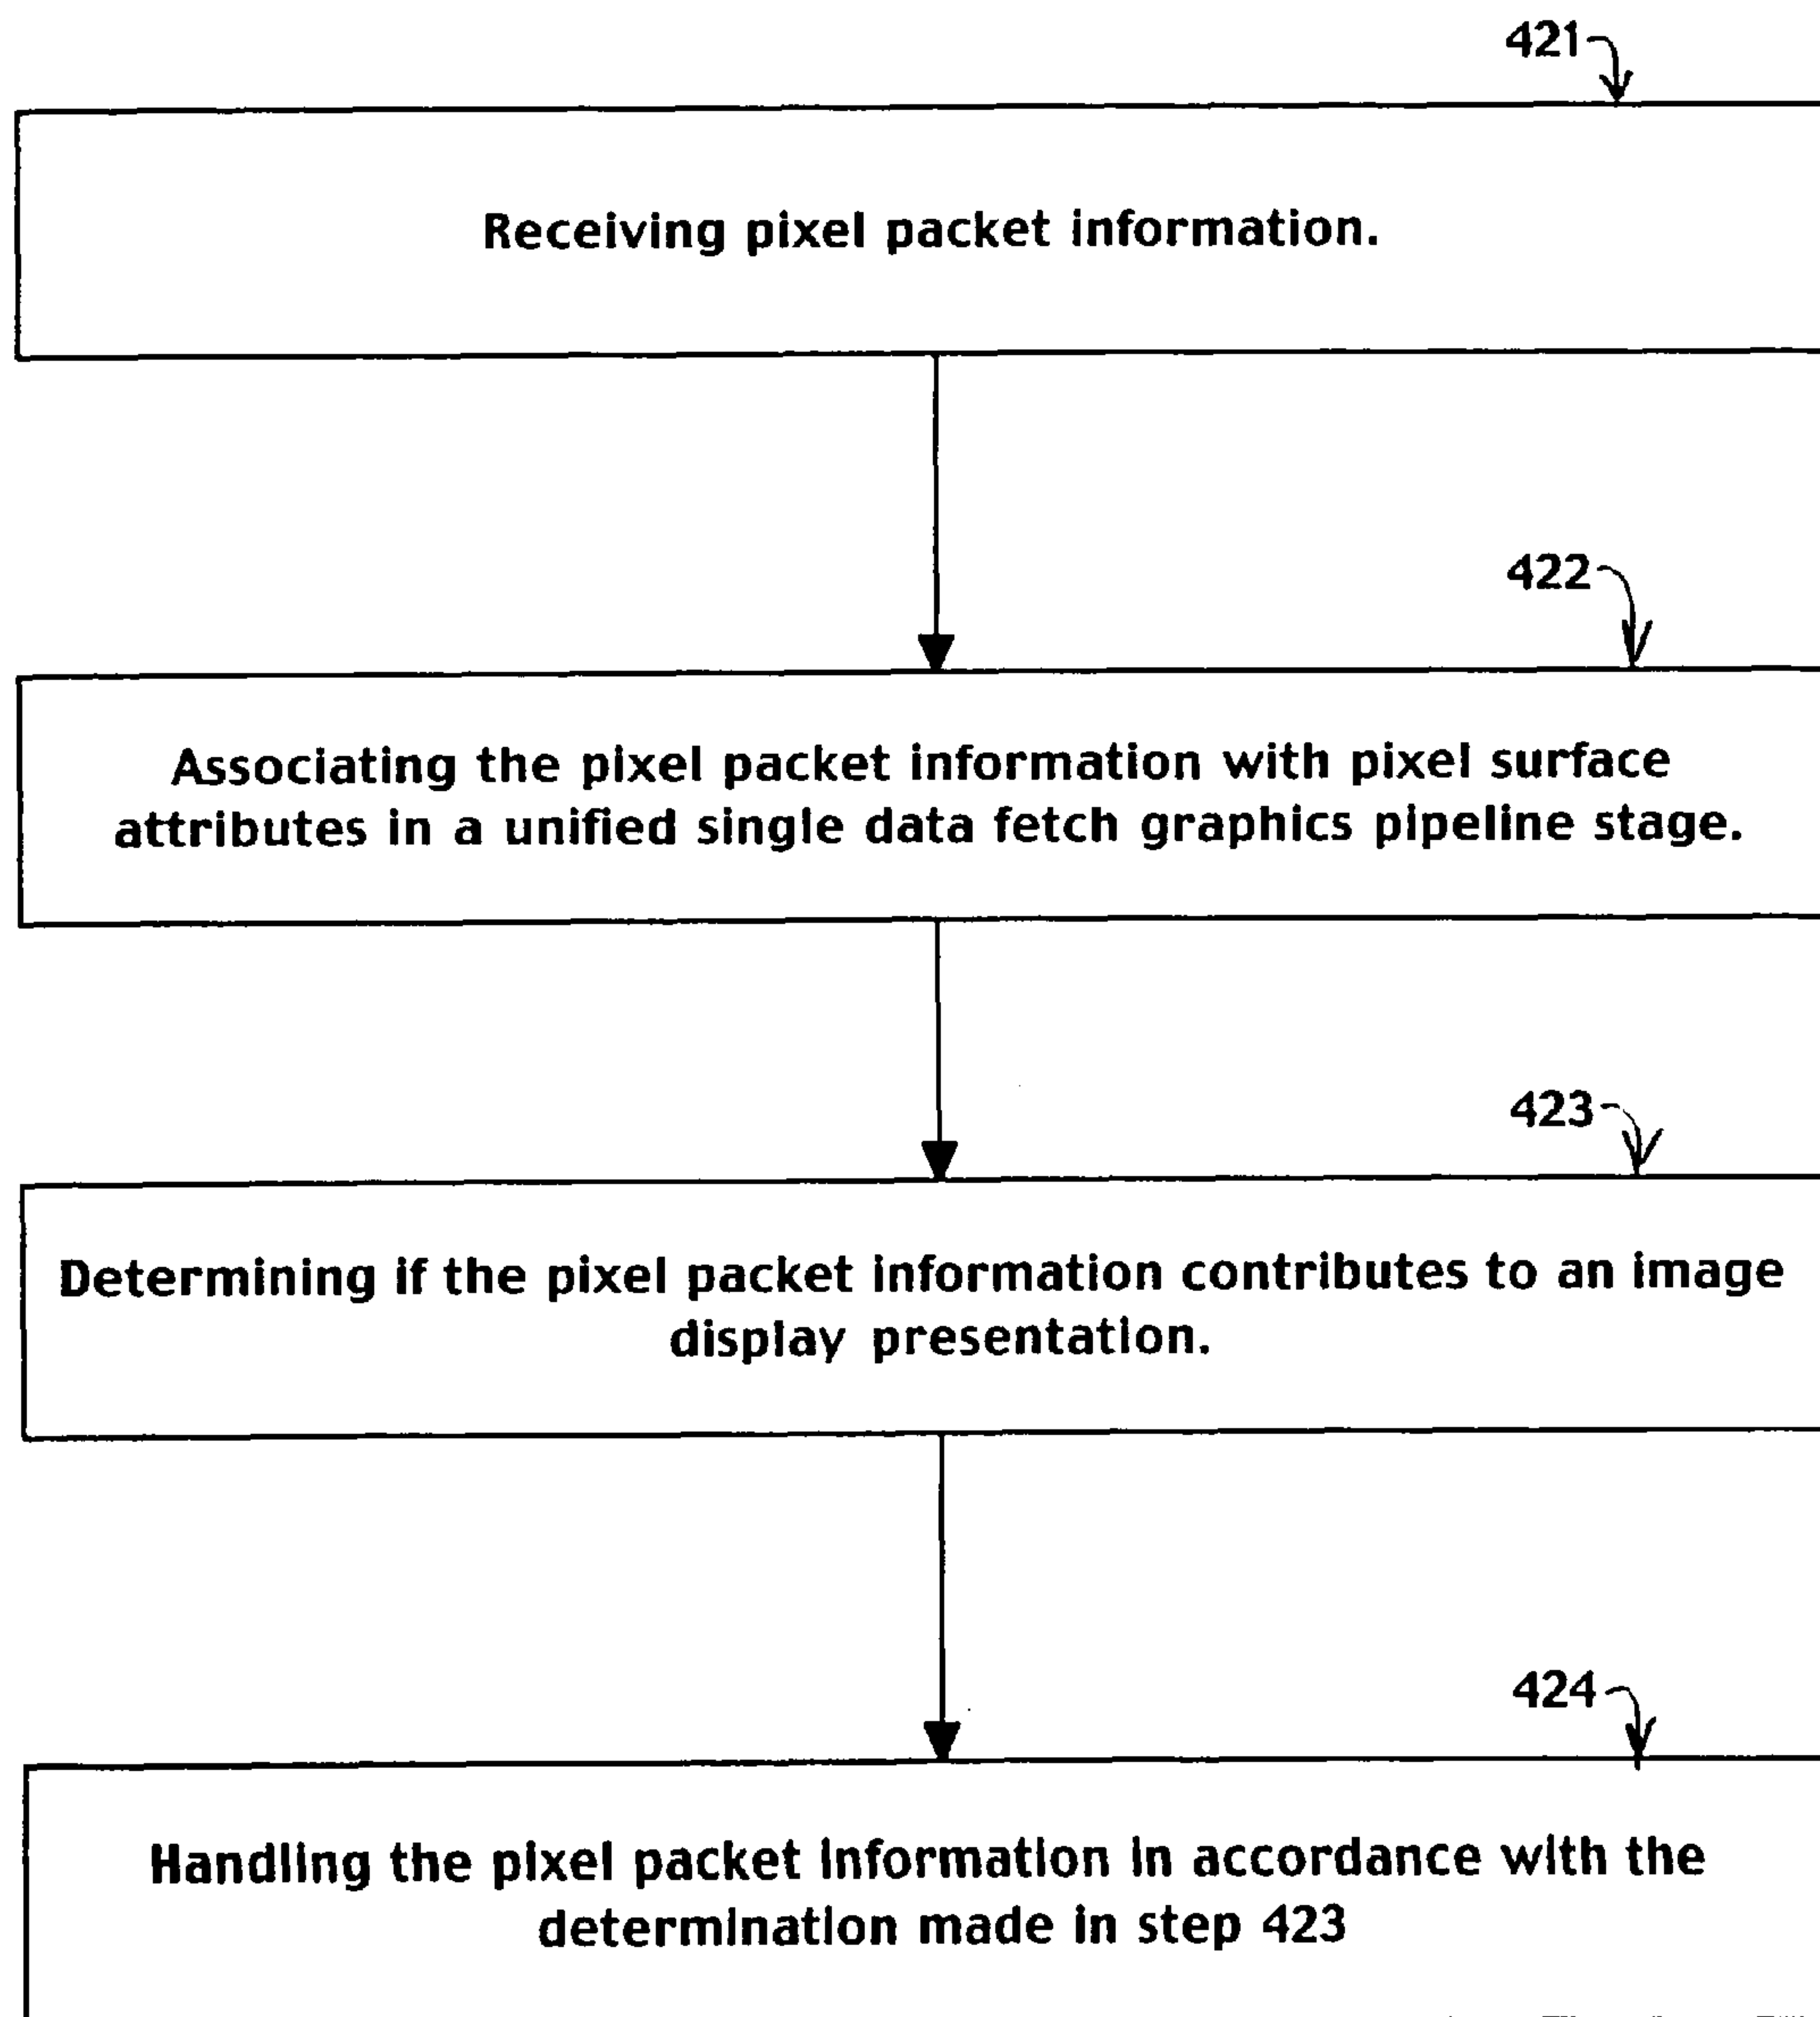 421
Receiving pixel packet information.
422
Associating the pixel packet information with pixel surface
attributes in a unified single data fetch graphics pipeline stage.
423
Determining if the pixel packet information contributes to an image
display presentation.
424
Handling the pixel packet information in accordance with the
determination made in step 423